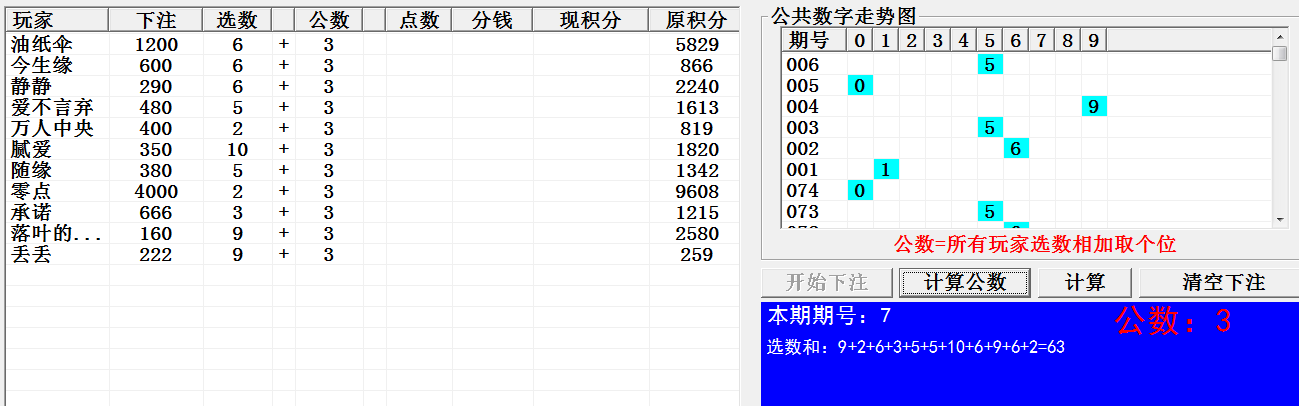 玩家 下注 选数 公数 点数 分钱 现积分 原积分
油纸伞 1200 6 + 3 5829
今生缘 600 6 + 3 866
静静 290 6 + 3 2240
爱不言弃 480 5 + 3 1613
万人中央 400 2 + 3 819
腻爱 350 10 + 3 1820
随缘 380 5 + 3 1342
零点 4000 2 + 3 9608
承诺 666 3 + 3 1215
落叶的... 160 9 + 3 2580
丢丢 222 9 + 3 259
公共数字走势图
期号 0 1 2 3 4 5 6 7 8 9
006 5
005 0
004 9
003 5
002 6
001 1
074 0
073 5
公数=所有玩家选数相加取个位
开始下注 计算公数 计算 清空下注
本期期号：7 公数：3
选数和：9+2+6+3+5+5+10+6+9+6+2=63